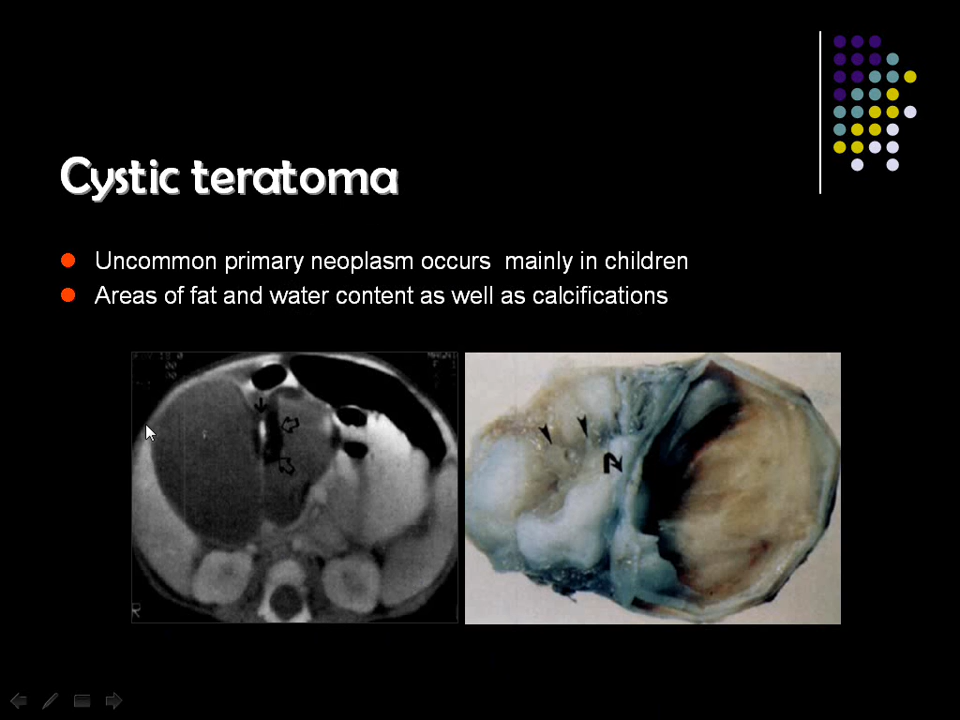 Cystic teratoma
Uncommon primary neoplasm occurs mainly in children
Areas of fat and water content as well as calcifications
R